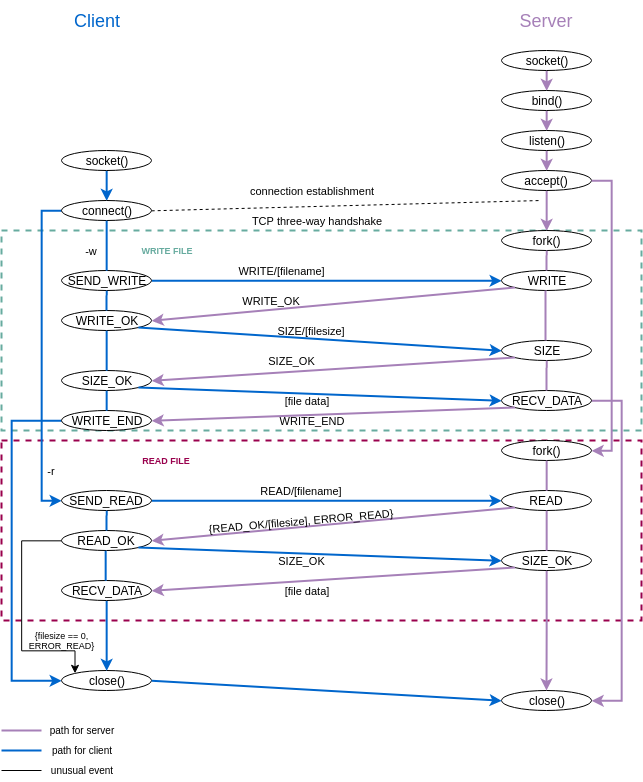 Client
Server
socket()
bind()
listen()
socket()
accept()
connection establishment
connect()
TCP three-way handshake
fork()
-w
WRITE FILE
WRITE/[filename]
SEND_WRITE
WRITE
WRITE_OK
WRITE_OK
SIZE/[filesize]
SIZE
SIZE_OK
SIZE_OK
[file data]
RECV_DATA
WRITE_END
WRITE_END
fork()
READ FILE
-r
READ/[filename]
SEND_READ
READ
{READ_OK/[filesize], ERROR_READ}
READ_OK
SIZE_OK
SIZE_OK
RECV_DATA
[file data]
{filesize == 0,
ERROR_READ}
close()
close()
path for server
path for client
unusual event